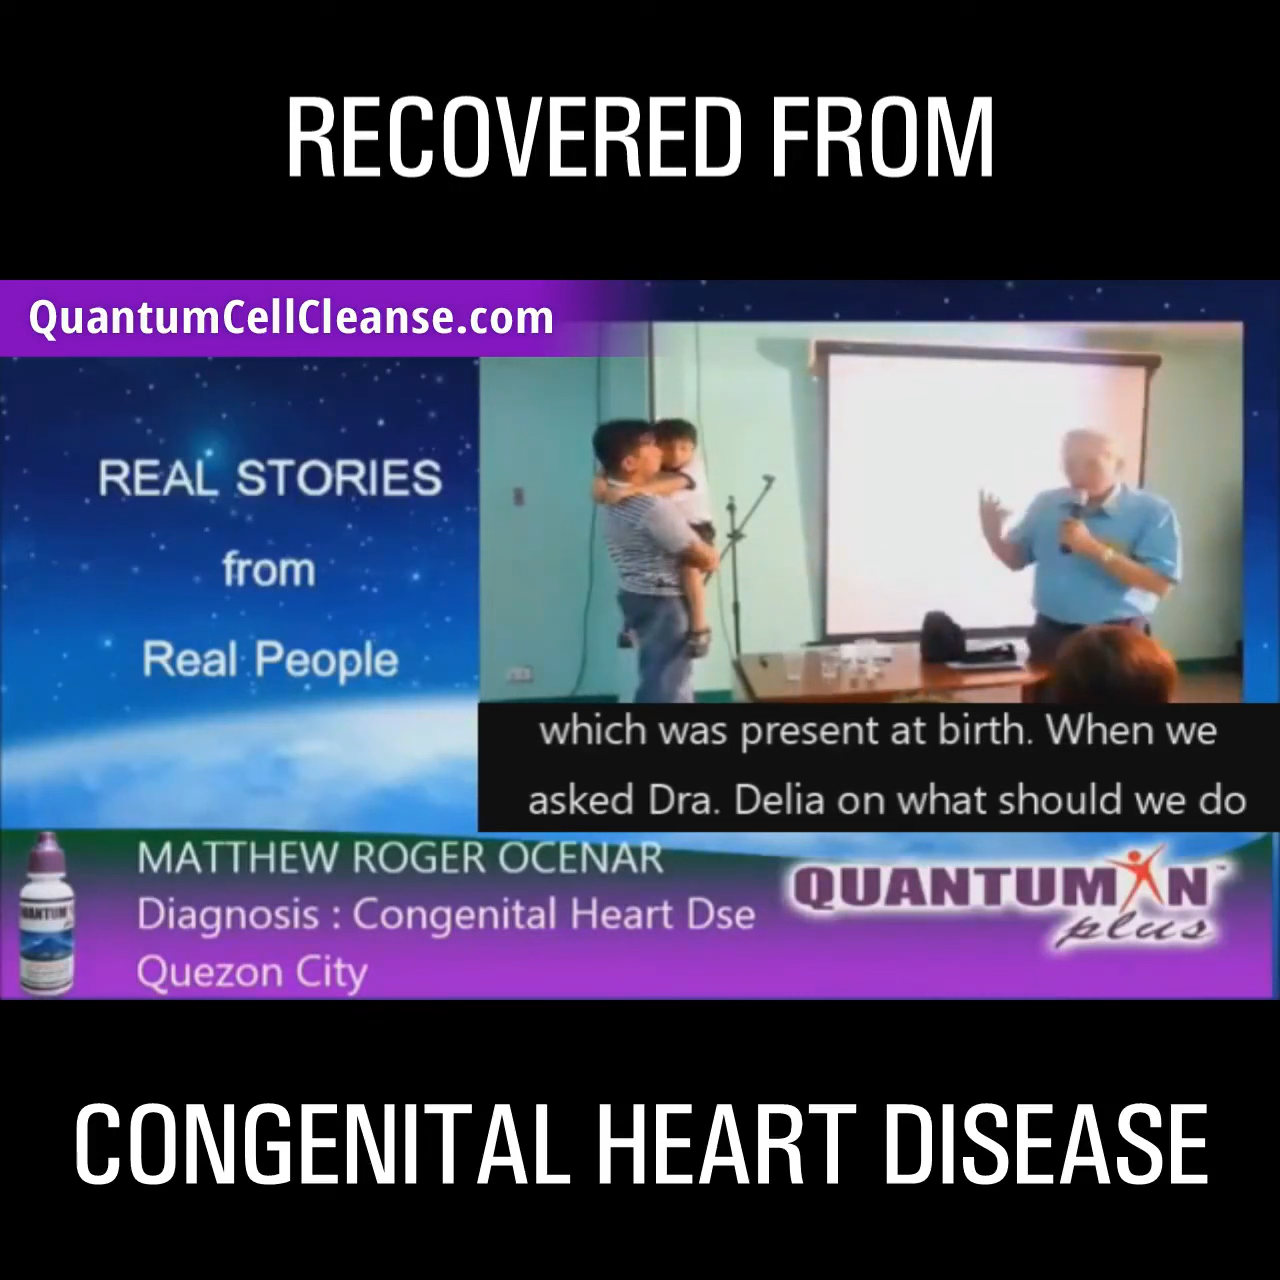 RECOVERED FROM
QuantumCellCleanse.com
REAL STORIES
from
Real People
which was present at birth. When we
asked Dra. Delia on what should we do
MATTHEW ROGER OCENAR
Diagnosis : Congenital Heart Dse
Quezon City
QUANTUMIN™
plus
CONGENITAL HEART DISEASE